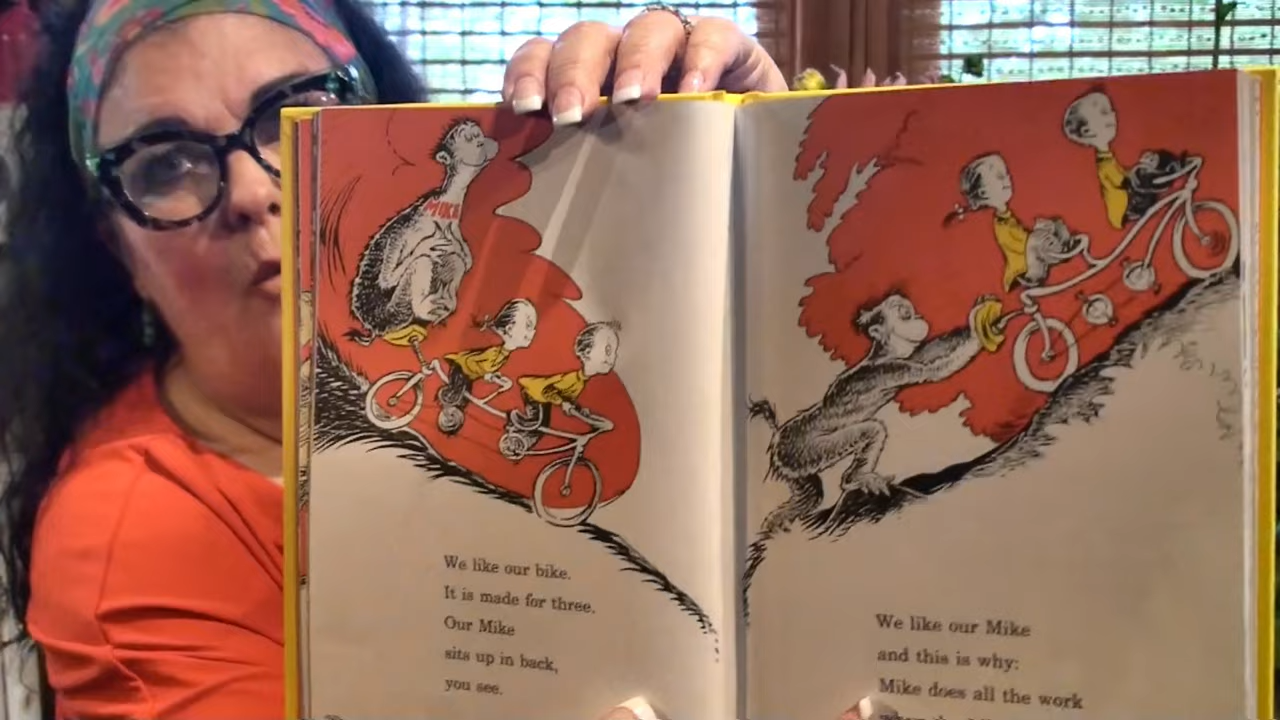 MIKE
We like our bike.
It is made for three.
Our Mike
sits up in back,
you see.
We like our Mike
and this is why:
Mike does all the work